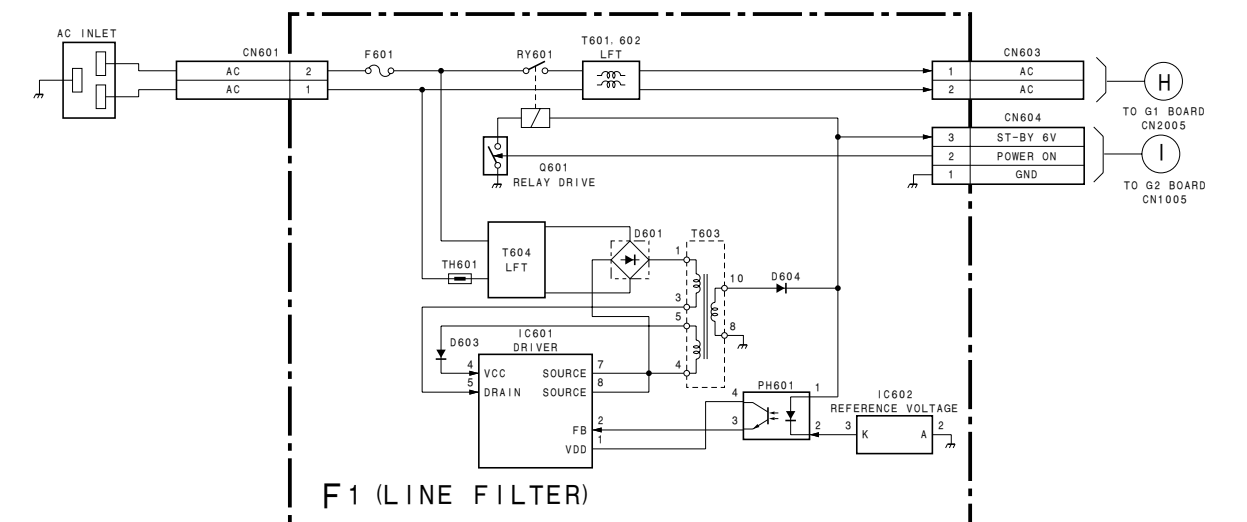 AC INLET
CN601
AC 2
AC 1
F601
RY601
T601, 602
LFT
CN603
1 AC
2 AC
H
TO G1 BOARD
CN2005
CN604
3 ST-BY 6V
2 POWER ON
1 GND
I
TO G2 BOARD
CN1005
Q601
RELAY DRIVE
T604
LFT
TH601
D601
T603
1
3
5
4
10
8
D604
D603
IC601
DRIVER
4 VCC
5 DRAIN
SOURCE 7
SOURCE 8
FB 2
VDD 1
PH601
4
3
1
2
IC602
REFERENCE VOLTAGE
3 K
A 2
F1 (LINE FILTER)